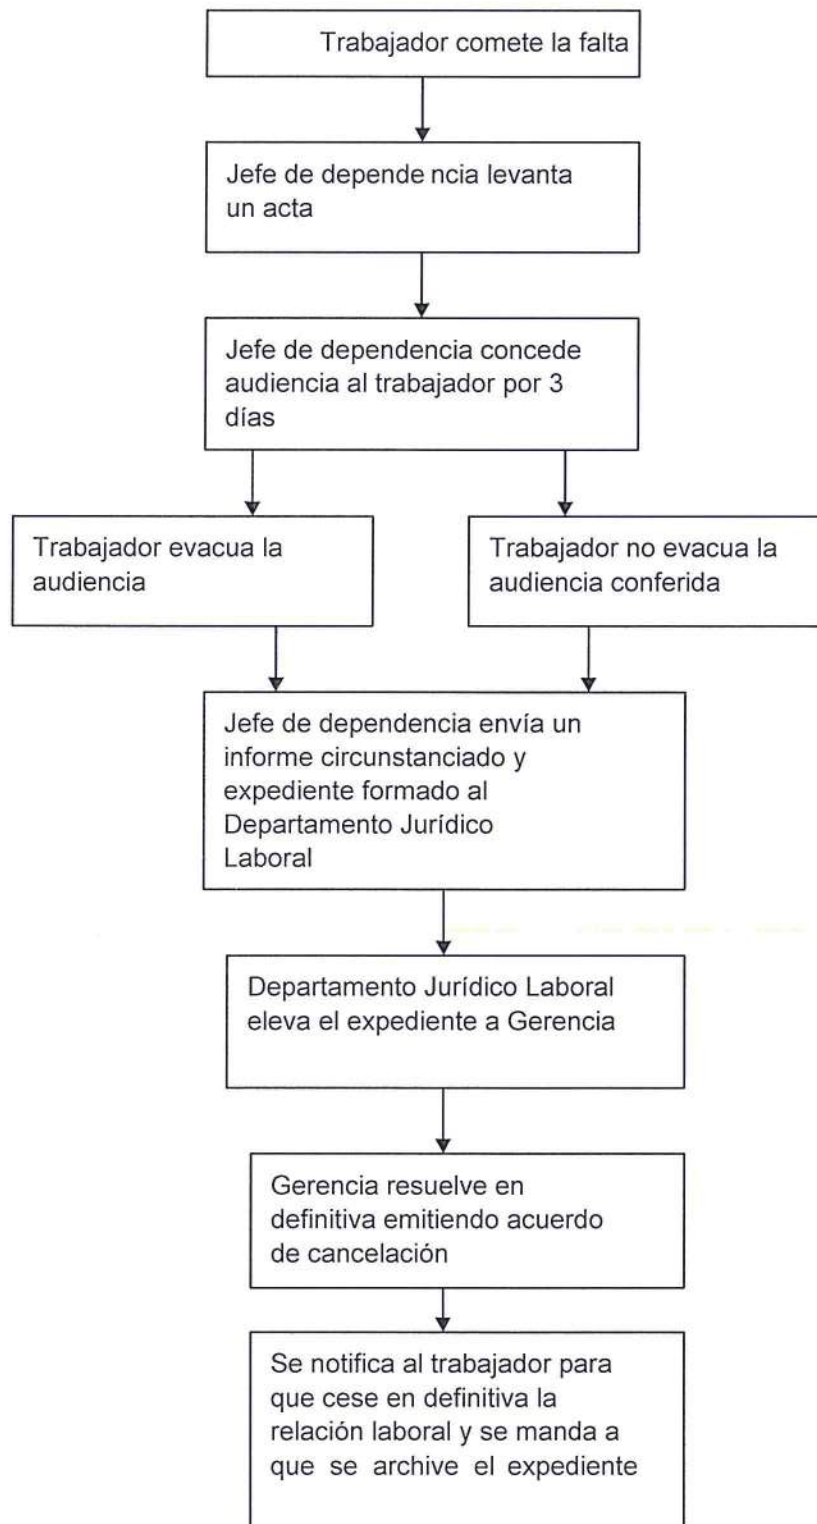 Trabajador comete la falta
Jefe de depende ncia levanta
un acta
Jefe de dependencia concede
audiencia al trabajador por 3
días
Trabajador evacua la
audiencia
Trabajador no evacua la
audiencia conferida
Jefe de dependencia envía un
informe circunstanciado y
expediente formado al
Departamento Jurídico
Laboral
Departamento Jurídico Laboral
eleva el expediente a Gerencia
Gerencia resuelve en
definitiva emitiendo acuerdo
de cancelación
Se notifica al trabajador para
que cese en definitiva la
relación laboral y se manda a
que se archive el expediente